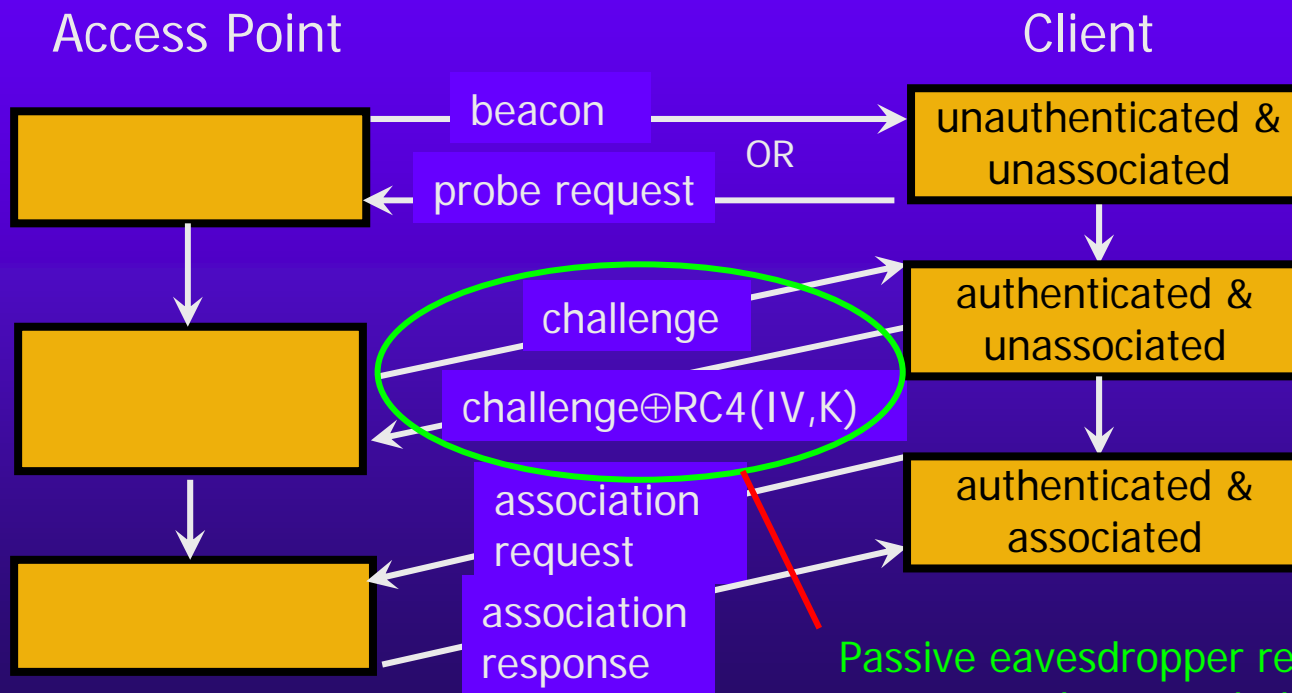 Access Point
Client
beacon
OR
probe request
unauthenticated &
unassociated
challenge
challenge⊕RC4(IV,K)
authenticated &
unassociated
association
request
association
response
authenticated &
associated
Passive eavesdropper